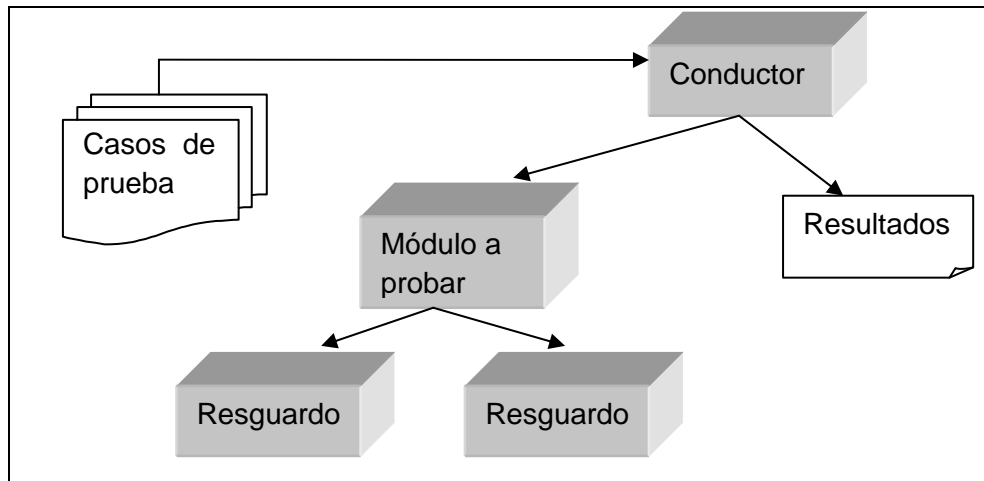 Conductor
Casos de
prueba
Resultados
Módulo a
probar
Resguardo
Resguardo